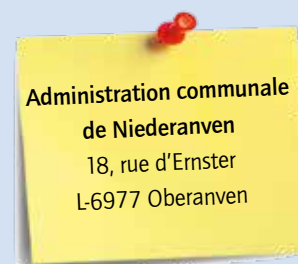 Administration communale
de Niederanven
18, rue d'Ernster
L-6977 Oberanven